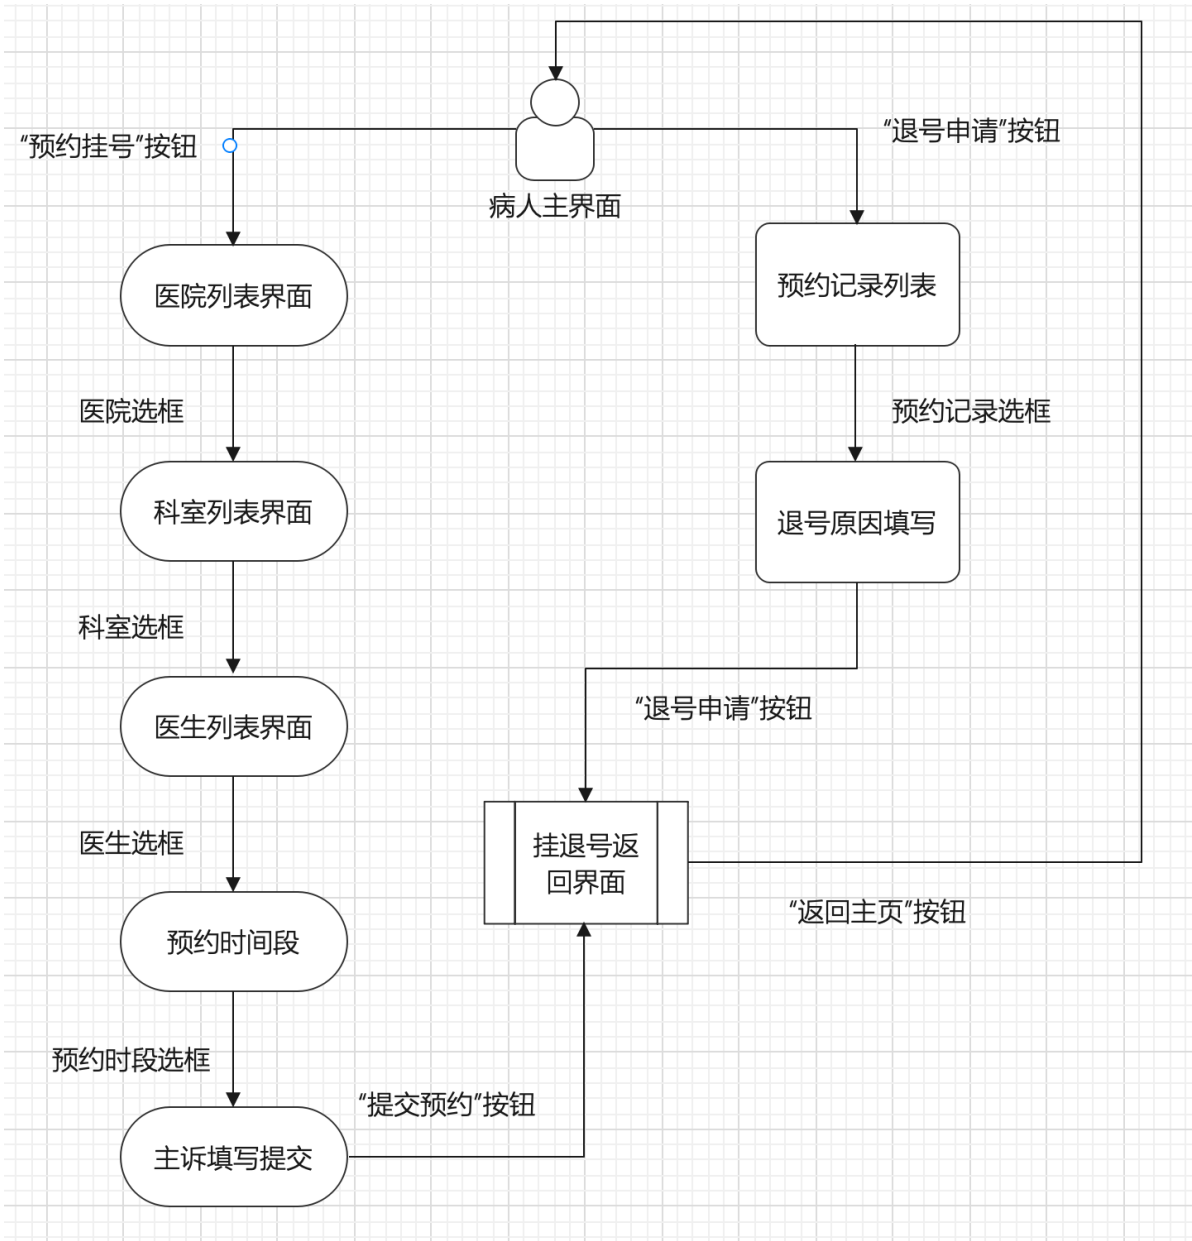 “预约挂号”按钮
“退号申请”按钮
病人主界面
医院列表界面
预约记录列表
医院选框
预约记录选框
科室列表界面
退号原因填写
科室选框
“退号申请”按钮
医生列表界面
医生选框
挂退号返
回界面
“返回主页”按钮
预约时间段
预约时段选框
“提交预约”按钮
主诉填写提交